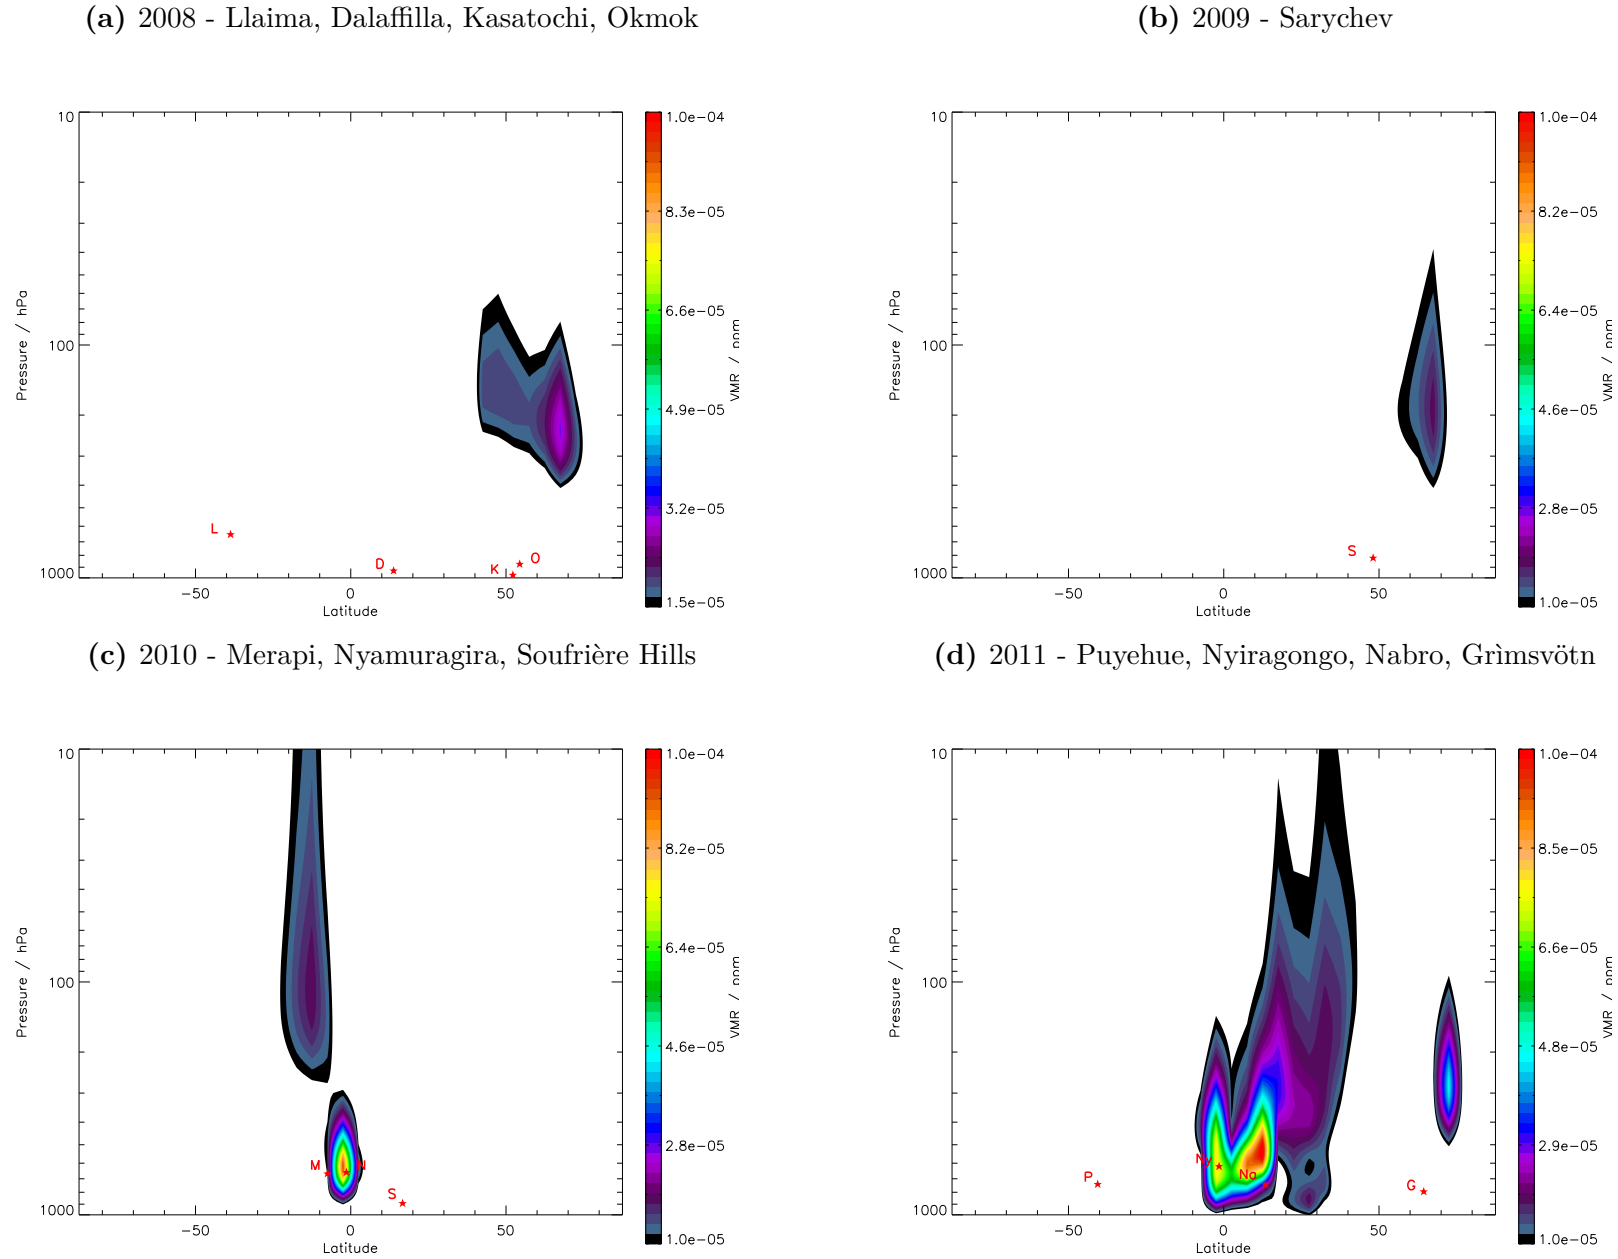 (a) 2008 - Llaima, Dalaffilla, Kasatochi, Okmok
10
100
1000
Pressure / hPa
−50
0
50
Latitude
L
D
K
O
1.0e−04
8.3e−05
6.6e−05
4.9e−05
3.2e−05
1.5e−05
VMR / ppm
(b) 2009 - Sarychev
10
100
1000
Pressure / hPa
−50
0
50
Latitude
S
1.0e−04
8.2e−05
6.4e−05
4.6e−05
2.8e−05
1.0e−05
VMR / ppm
(c) 2010 - Merapi, Nyamuragira, Soufrière Hills
10
100
1000
Pressure / hPa
−50
0
50
Latitude
M
N
S
1.0e−04
8.2e−05
6.4e−05
4.6e−05
2.8e−05
1.0e−05
VMR / ppm
(d) 2011 - Puyehue, Nyiragongo, Nabro, Grìmsvötn
10
100
1000
Pressure / hPa
−50
0
50
Latitude
P
Ny
Na
G
1.0e−04
8.5e−05
6.6e−05
4.8e−05
2.9e−05
1.0e−05
VMR / ppm